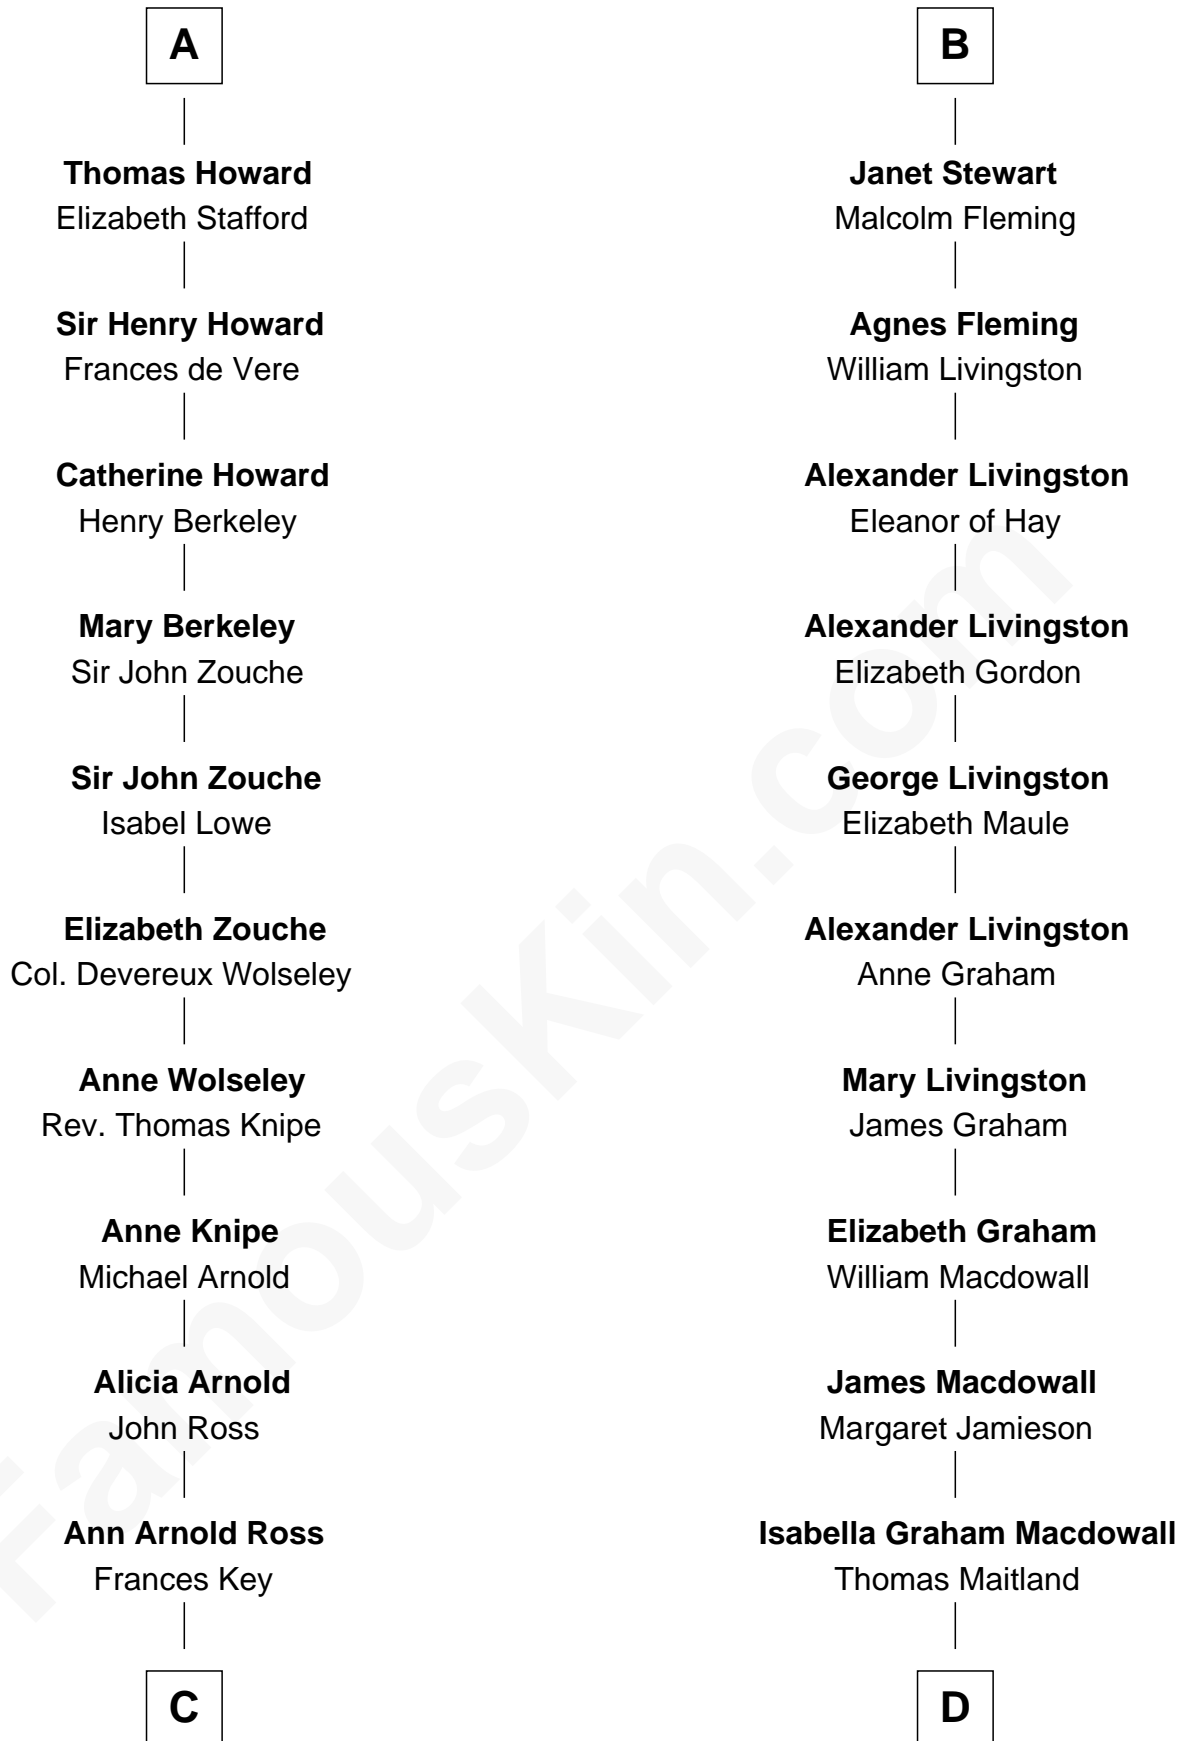 A
Thomas Howard
Elizabeth Stafford
Sir Henry Howard
Frances de Vere
Catherine Howard
Henry Berkeley
Mary Berkeley
Sir John Zouche
Sir John Zouche
Isabel Lowe
Elizabeth Zouche
Col. Devereux Wolseley
Anne Wolseley
Rev. Thomas Knipe
Anne Knipe
Michael Arnold
Alicia Arnold
John Ross
Ann Arnold Ross
Frances Key
C
B
Janet Stewart
Malcolm Fleming
Agnes Fleming
William Livingston
Alexander Livingston
Eleanor of Hay
Alexander Livingston
Elizabeth Gordon
George Livingston
Elizabeth Maule
Alexander Livingston
Anne Graham
Mary Livingston
James Graham
Elizabeth Graham
William Macdowall
James Macdowall
Margaret Jamieson
Isabella Graham Macdowall
Thomas Maitland
D
FamousKin.com